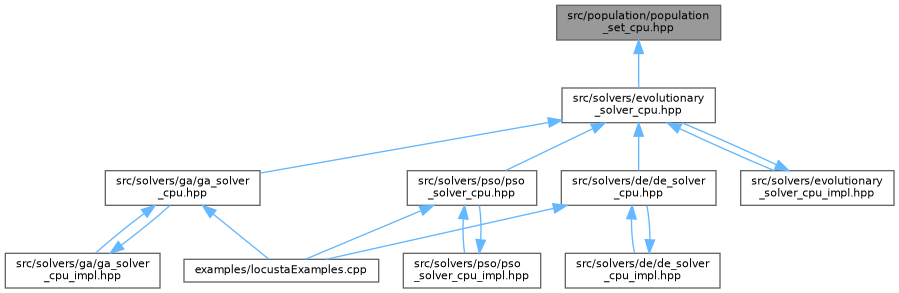 src/population/population
_set_cpu.hpp
src/solvers/evolutionary
_solver_cpu.hpp
src/solvers/ga/ga_solver
_cpu.hpp
src/solvers/pso/pso
_solver_cpu.hpp
src/solvers/de/de_solver
_cpu.hpp
src/solvers/evolutionary
_solver_cpu_impl.hpp
src/solvers/ga/ga_solver
_cpu_impl.hpp
examples/locustaExamples.cpp
src/solvers/pso/pso
_solver_cpu_impl.hpp
src/solvers/de/de_solver
_cpu_impl.hpp